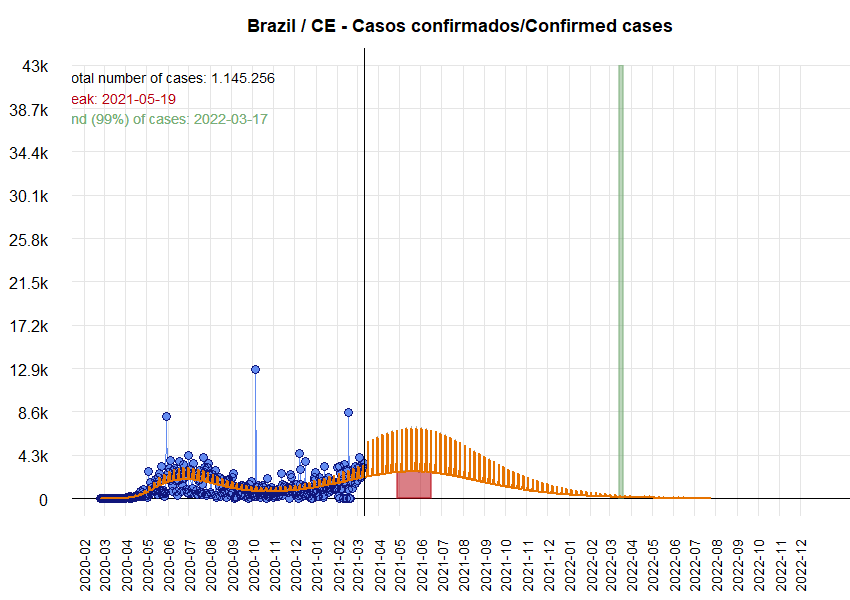 Brazil / CE - Casos confirmados/Confirmed cases
43k
38.7k
34.4k
30.1k
25.8k
21.5k
17.2k
12.9k
8.6k
4.3k
0
otal number of cases: 1.145.256
eak: 2021-05-19
nd (99%) of cases: 2022-03-17
2020-02
2020-03
2020-04
2020-05
2020-06
2020-07
2020-08
2020-09
2020-10
2020-11
2020-12
2021-01
2021-02
2021-03
2021-04
2021-05
2021-06
2021-07
2021-08
2021-09
2021-10
2021-11
2021-12
2022-01
2022-02
2022-03
2022-04
2022-05
2022-06
2022-07
2022-08
2022-09
2022-10
2022-11
2022-12